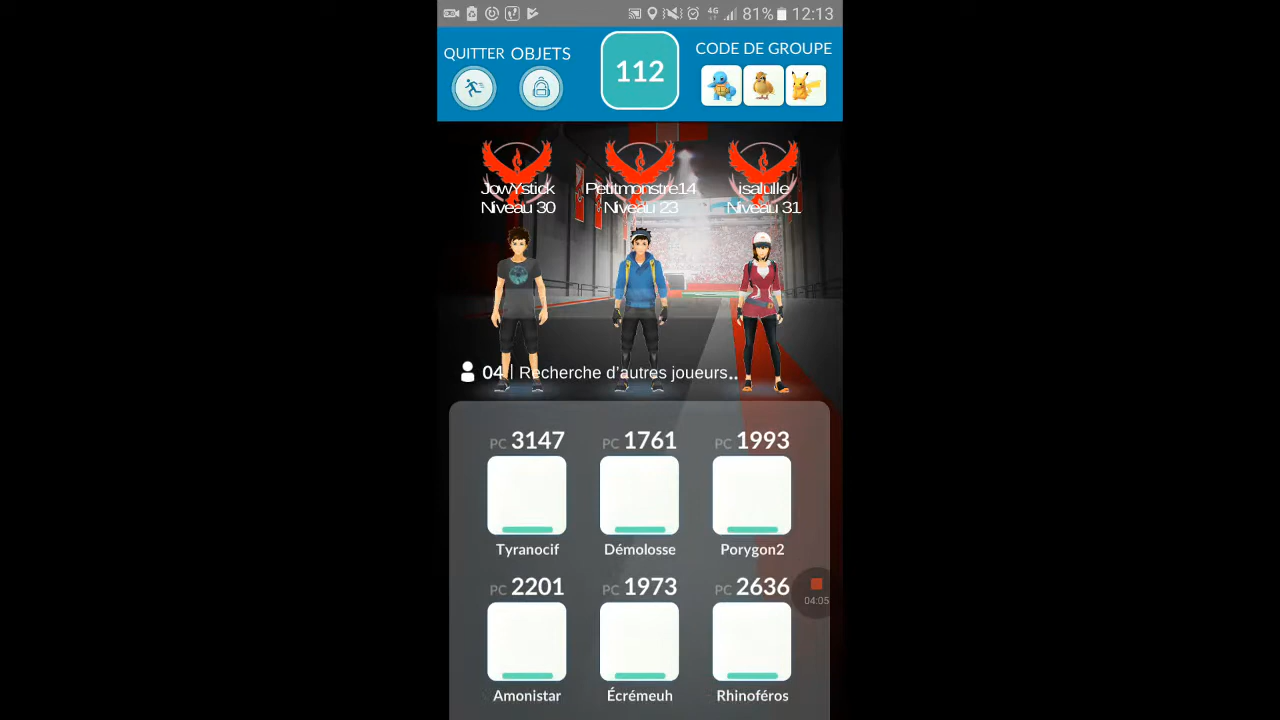 4G 81% 12:13
QUITTER OBJETS 112 CODE DE GROUPE
JowYstick Petitmonstre14 isalulle
Niveau 30 Niveau 23 Niveau 31
04 | Recherche d'autres joueurs..
PC 3147 PC 1761 PC 1993
Tyranocif Démolosse Porygon2
PC 2201 PC 1973 PC 2636
04:05
Amonistar Écrémeuh Rhinoféros